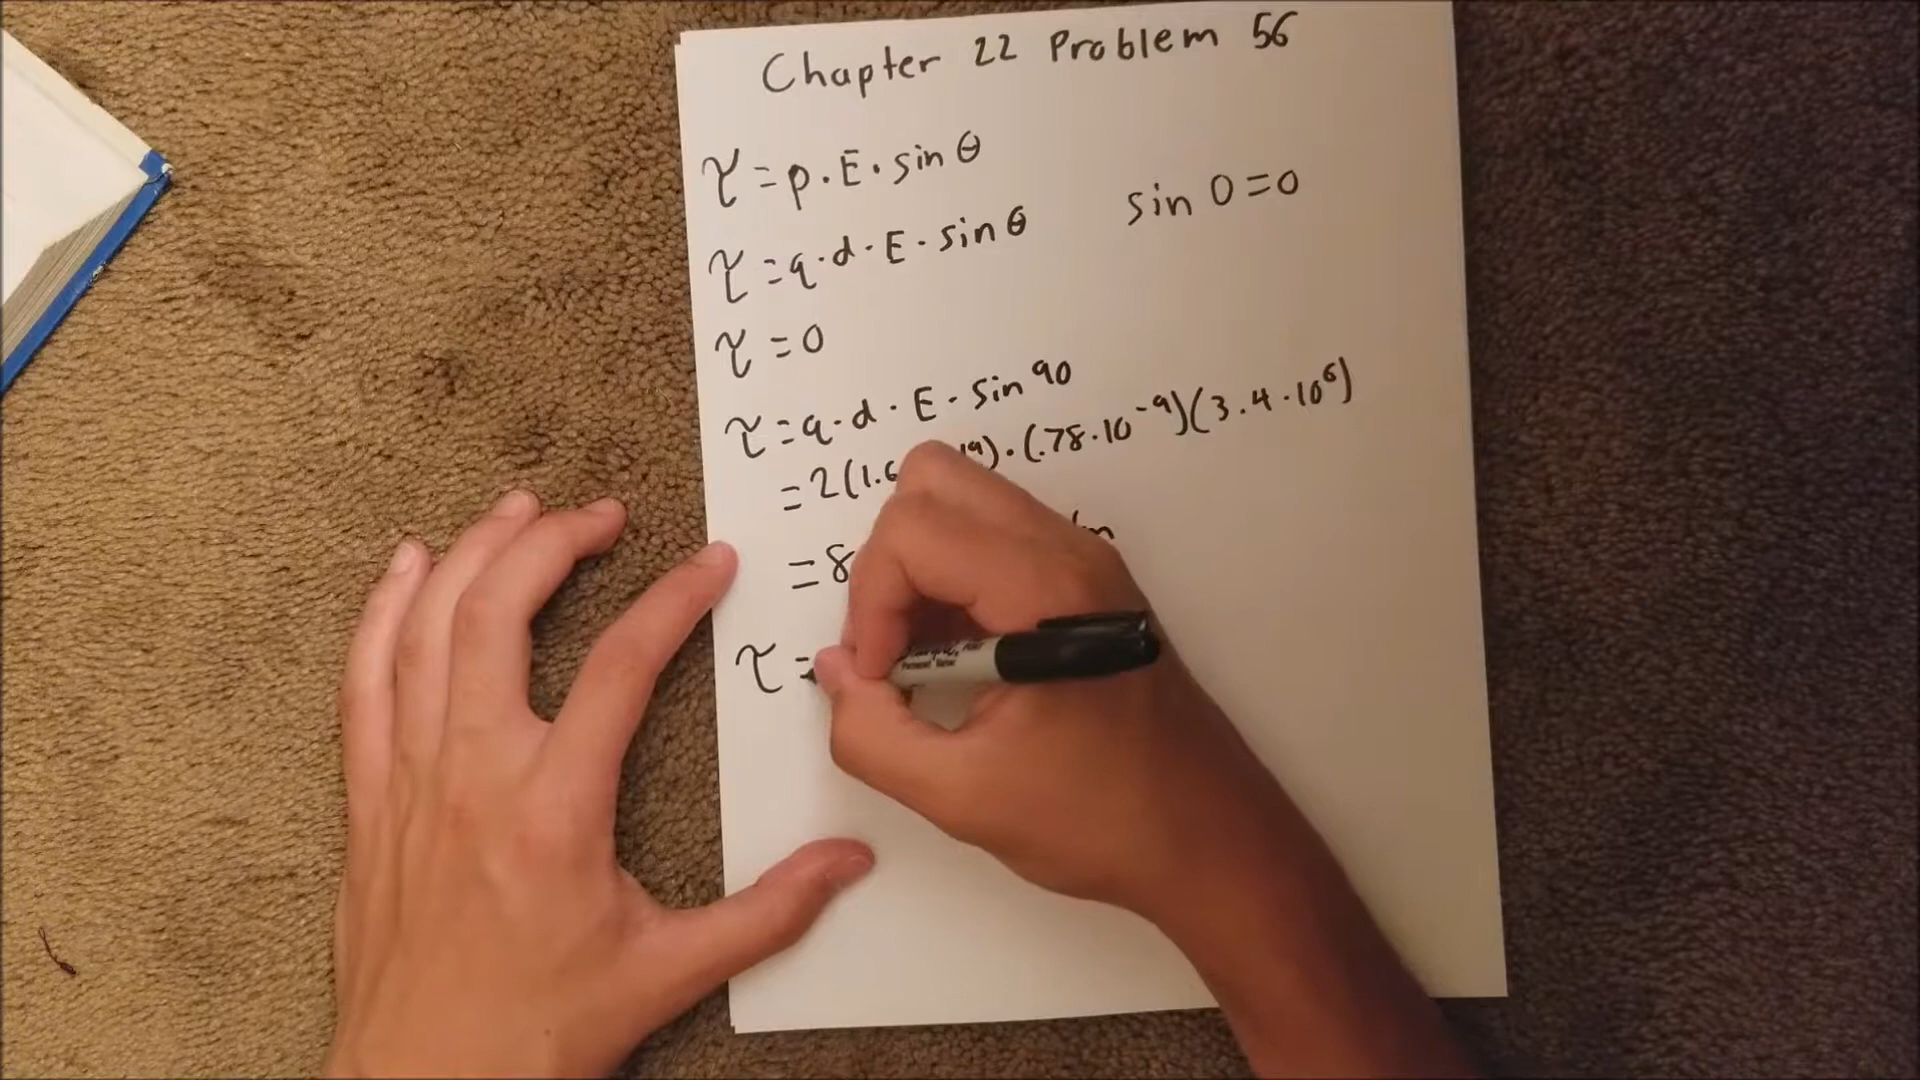 Chapter 22 Problem 56
τ = p · E · sin θ
τ = q · d · E · sin θ
sin 0 = 0
τ = 0
τ = q · d · E · sin 90
= 2(1.6 19) · (.78 · 10⁻⁹)(3.4 · 10⁶)
= 8
τ =